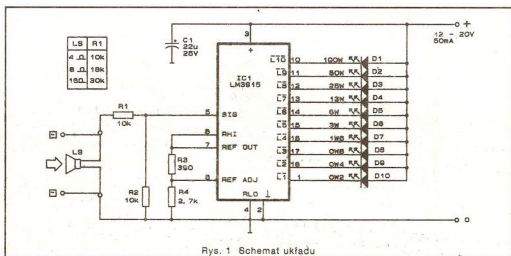 LS R1
4 Ω 10k
8 Ω 18k
16Ω 30k
C1
22u
25V
+
3
12 - 20V
50mA
+
IC1
LM3915
R1
10k
5 SIG
6 RHI
7 REF OUT
R3
390
8 REF ADJ
R4
2,7k
R2
10k
LS
RLO ⊥
4 2
L10 10 100W D1
L9 11 50W D2
L8 12 25W D3
L7 13 12W D4
L6 14 6W D5
L5 15 3W D6
L4 16 1W5 D7
L3 17 0W8 D8
L2 18 0W4 D9
L1 1 0W2 D10
Rys. 1 Schemat układu